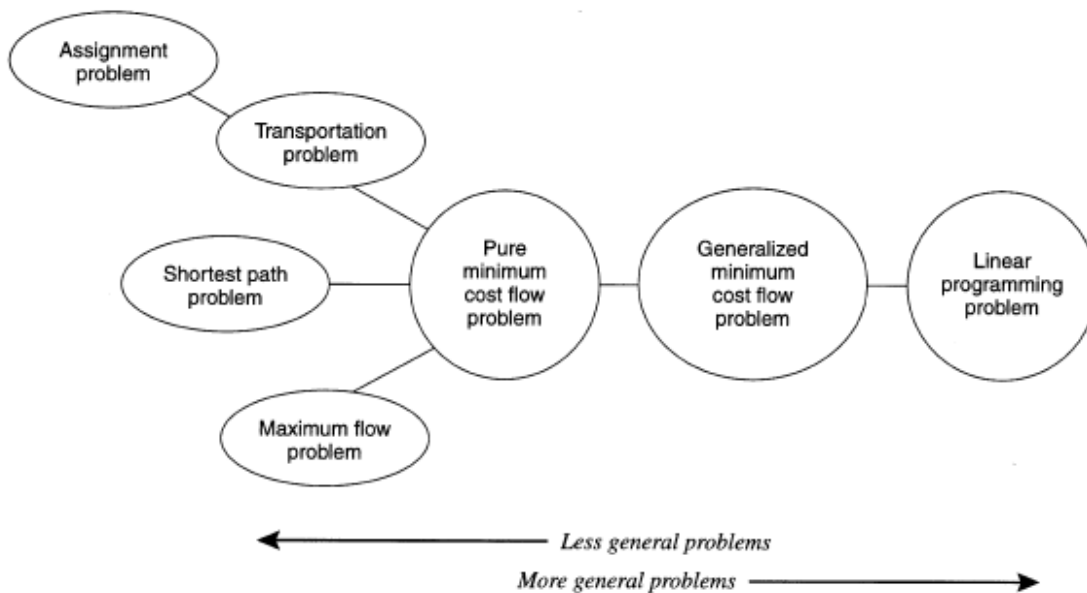 Assignment
problem
Transportation
problem
Shortest path
problem
Maximum flow
problem
Pure
minimum
cost flow
problem
Generalized
minimum
cost flow
problem
Linear
programming
problem
Less general problems
More general problems